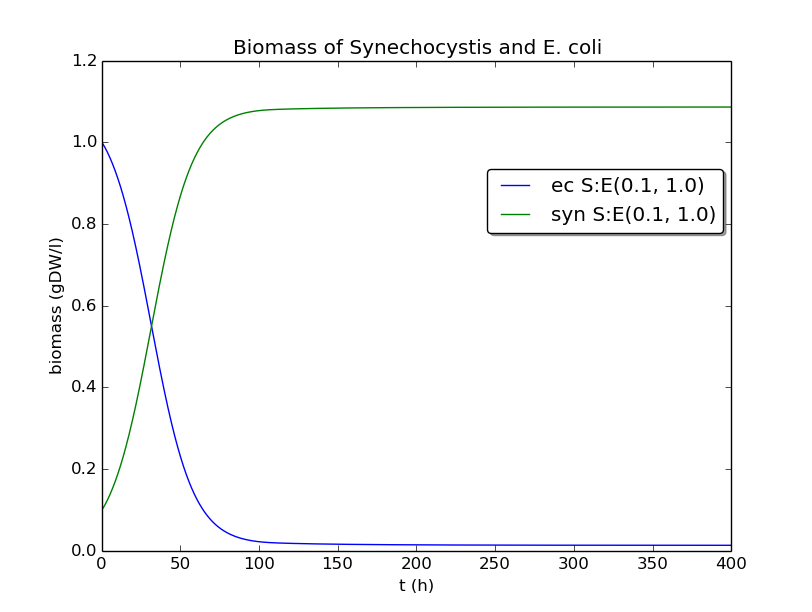 Biomass of Synechocystis and E. coli
1.2
1.0
0.8
0.6
0.4
0.2
0.0
biomass (gDW/l)
ec S:E(0.1, 1.0)
syn S:E(0.1, 1.0)
0 50 100 150 200 250 300 350 400
t (h)